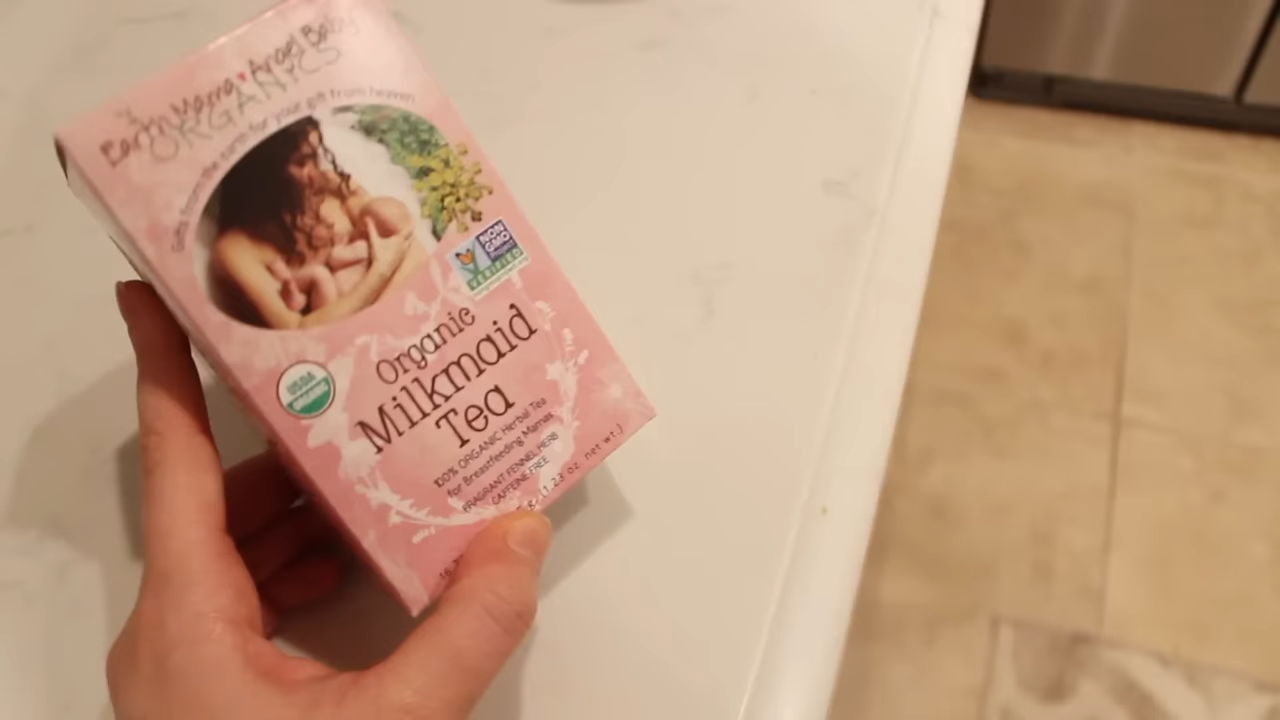 Earth Mama Angel Baby
ORGANICS
Gifts from the earth for your gift from heaven
NON
GMO
VERIFIED
Organic
Milkmaid
Tea
USDA
ORGANIC
100% ORGANIC Herbal Tea
for Breastfeeding Mamas
FRAGRANT FENNEL HERB
CAFFEINE FREE
g (1.23 oz net wt.)